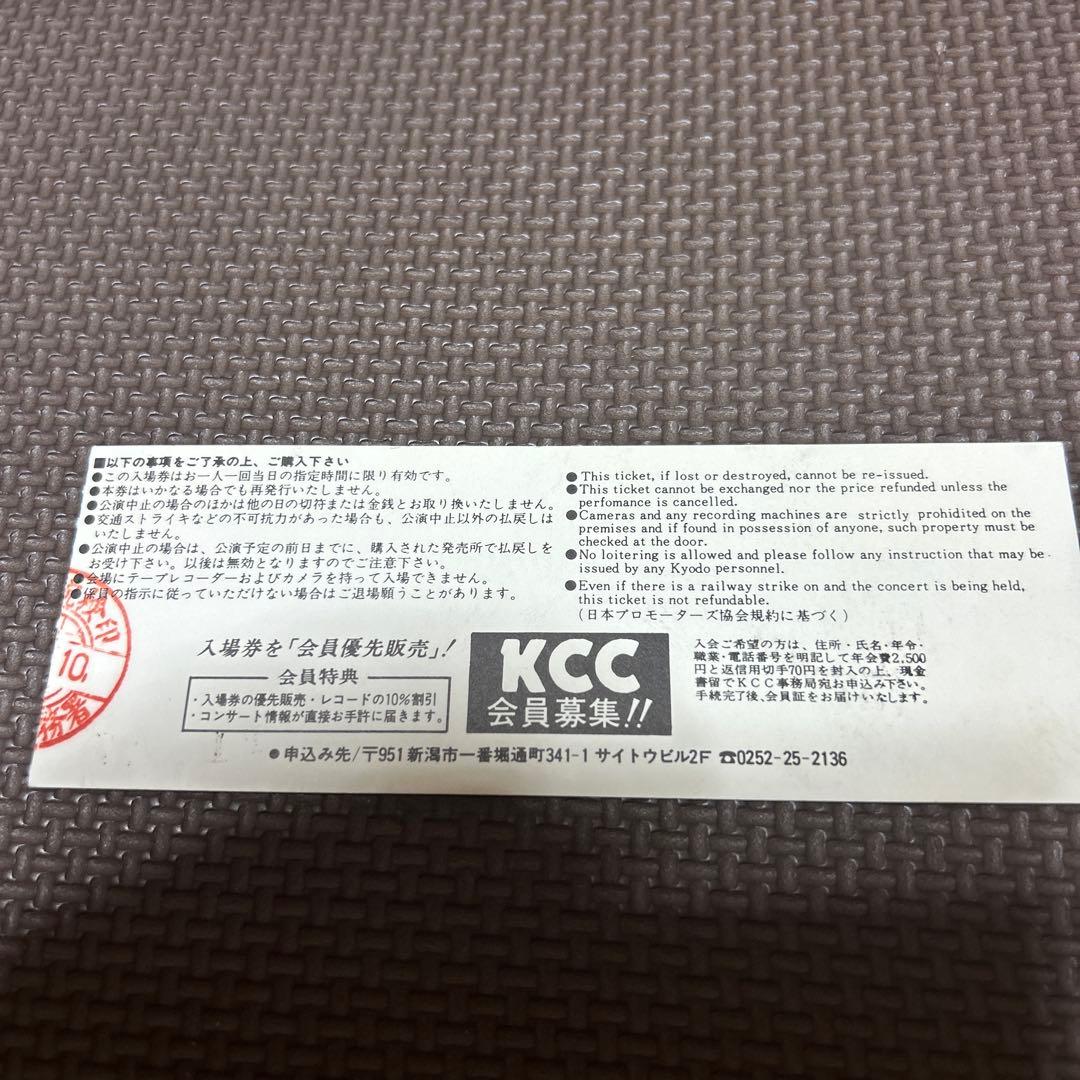 ■以下の事項をご了承の上、ご購入下さい
●この入場券はお一人一回当日の指定時間に限り有効です。
●本券はいかなる場合でも再発行いたしません。
●公演中止の場合のほかは他の日の切符または金銭とお取り換いたしません。
●交通ストライキなどの不可抗力があった場合も、公演中止以外の払戻しは
いたしません。
●公演中止の場合は、公演予定の前日までに、購入された発売所で払戻しを
お受け下さい。以後は無効となりますのでご注意下さい。
●会場にテープレコーダーおよびカメラを持って入場できません。
●係員の指示に従っていただけない場合はご退場願うことがあります。
● This ticket, if lost or destroyed, cannot be re-issued.
● This ticket cannot be exchanged nor the price refunded unless the
perfomance is cancelled.
● Cameras and any recording machines are strictly prohidited on the
premises and if found in possession of anyone, such property must be
checked at the door.
● No loitering is allowed and please follow any instruction that may be
issued by any Kyodo personnel.
● Even if there is a railway strike on and the concert is being held,
this ticket is not refundable.
(日本プロモーターズ協会規約に基づく)
印
10.
署
入場券を「会員優先販売」!
会員特典
・入場券の優先販売・レコードの10%割引
・コンサート情報が直接お手許に届きます。
KCC
会員募集!!
入会ご希望の方は、住所・氏名・年令・
職業・電話番号を明記して年会費2,500
円と返信用切手70円を封入の上、現金
書留でKCC事務局宛お申込み下さい。
手続完了後、会員証をお届けいたします。
●申込み先/〒951 新潟市一番堀通町341-1 サイトウビル2F ☎0252-25-2136